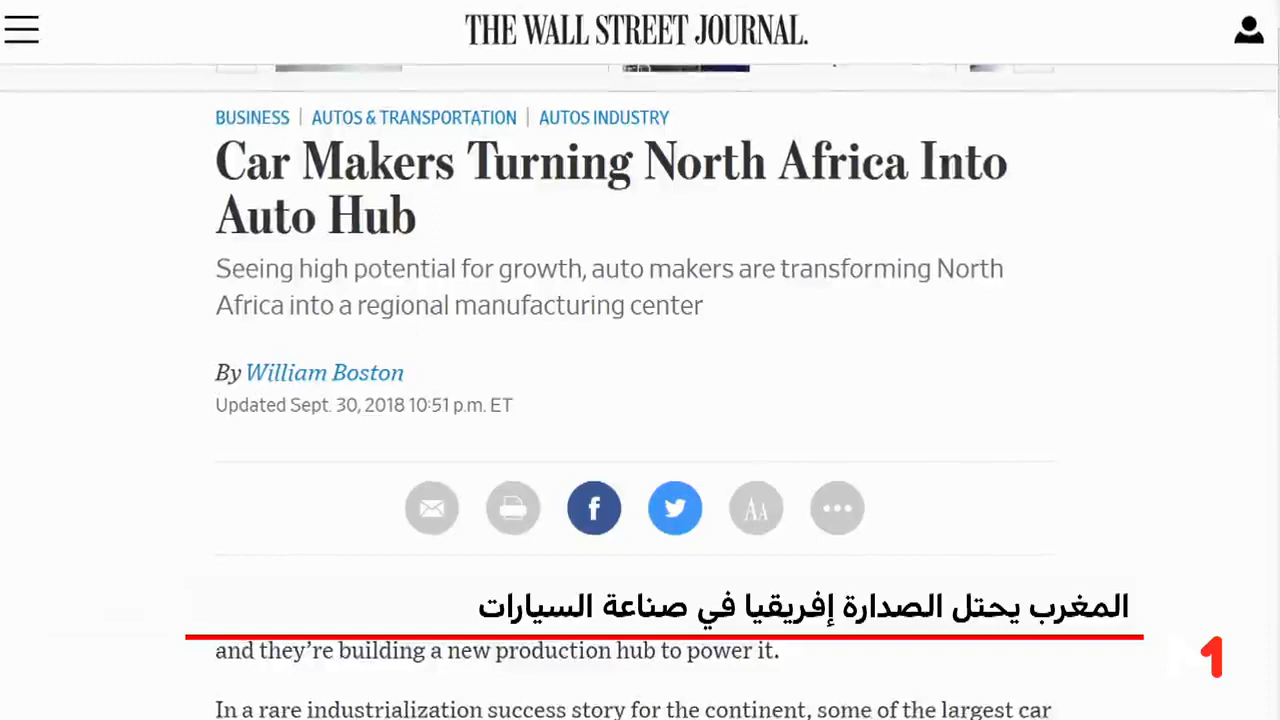 THE WALL STREET JOURNAL.
BUSINESS | AUTOS & TRANSPORTATION | AUTOS INDUSTRY
Car Makers Turning North Africa Into
Auto Hub
Seeing high potential for growth, auto makers are transforming North
Africa into a regional manufacturing center
By William Boston
Updated Sept. 30, 2018 10:51 p.m. ET
f
AA
المغرب يحتل الصدارة إفريقيا في صناعة السيارات
and they’re building a new production hub to power it.
M1
In a rare industrialization success story for the continent, some of the largest car